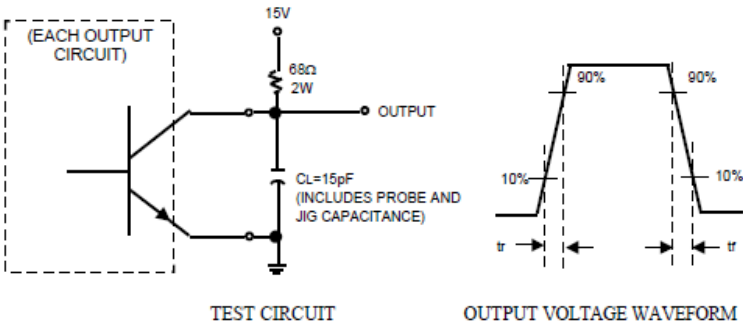 15V
(EACH OUTPUT
CIRCUIT)
68Ω
2W
OUTPUT
CL=15pF
(INCLUDES PROBE AND
JIG CAPACITANCE)
90%
90%
10%
10%
tr
tf
TEST CIRCUIT
OUTPUT VOLTAGE WAVEFORM